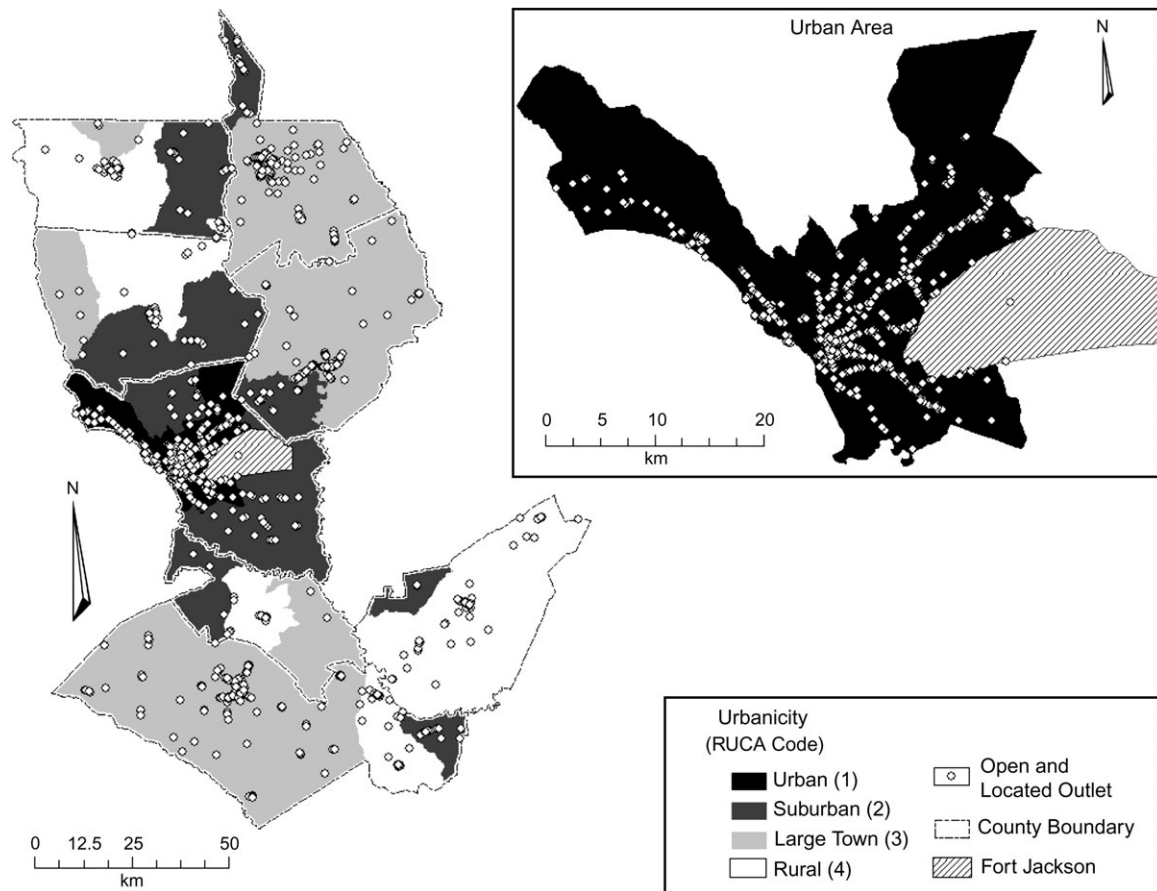 Urban Area
N
0 10 20
km
N
0 12.5 25 50
km
Urbanicity
(RUCA Code)
Urban (1)
Suburban (2)
Large Town (3)
Rural (4)
Open and
Located Outlet
County Boundary
Fort Jackson